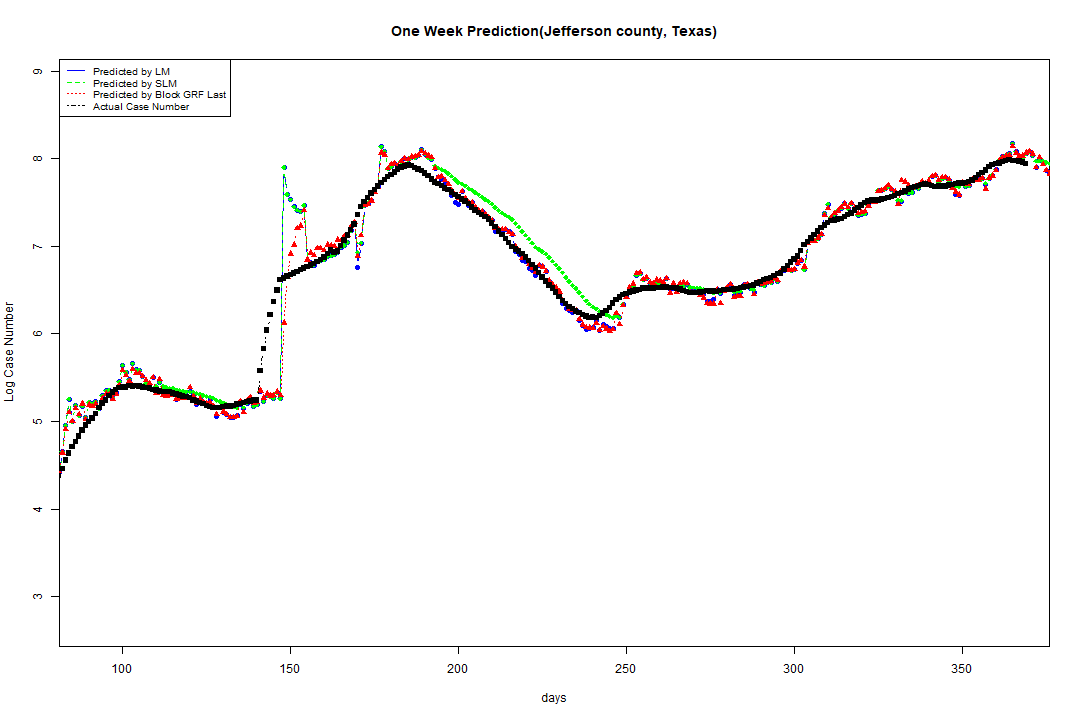 One Week Prediction(Jefferson county, Texas)
Predicted by LM
Predicted by SLM
Predicted by Block GRF Last
Actual Case Number
9
8
7
6
5
4
3
Log Case Number
100 150 200 250 300 350
days